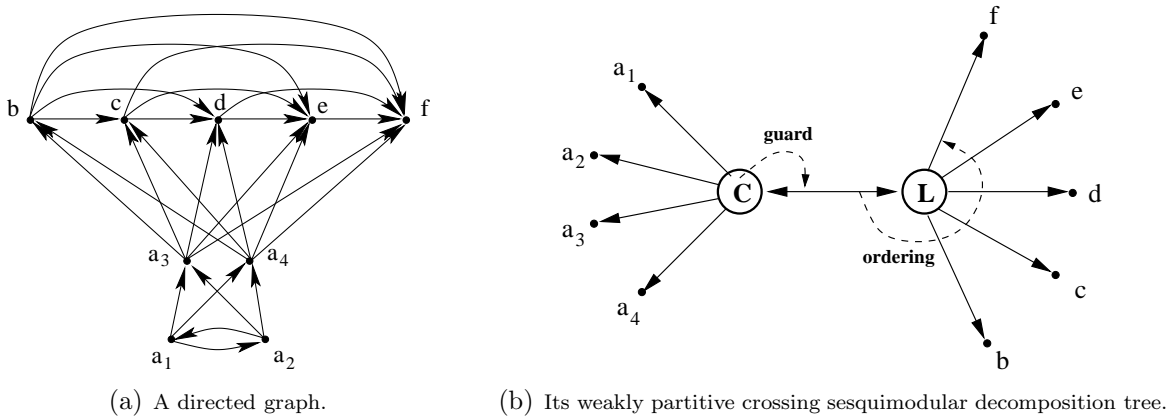 b c d e f
a3 a4
a1 a2
(a) A directed graph.
f
a1
e
guard
a2
C L
d
a3
ordering
c
a4
b
(b) Its weakly partitive crossing sesquimodular decomposition tree.